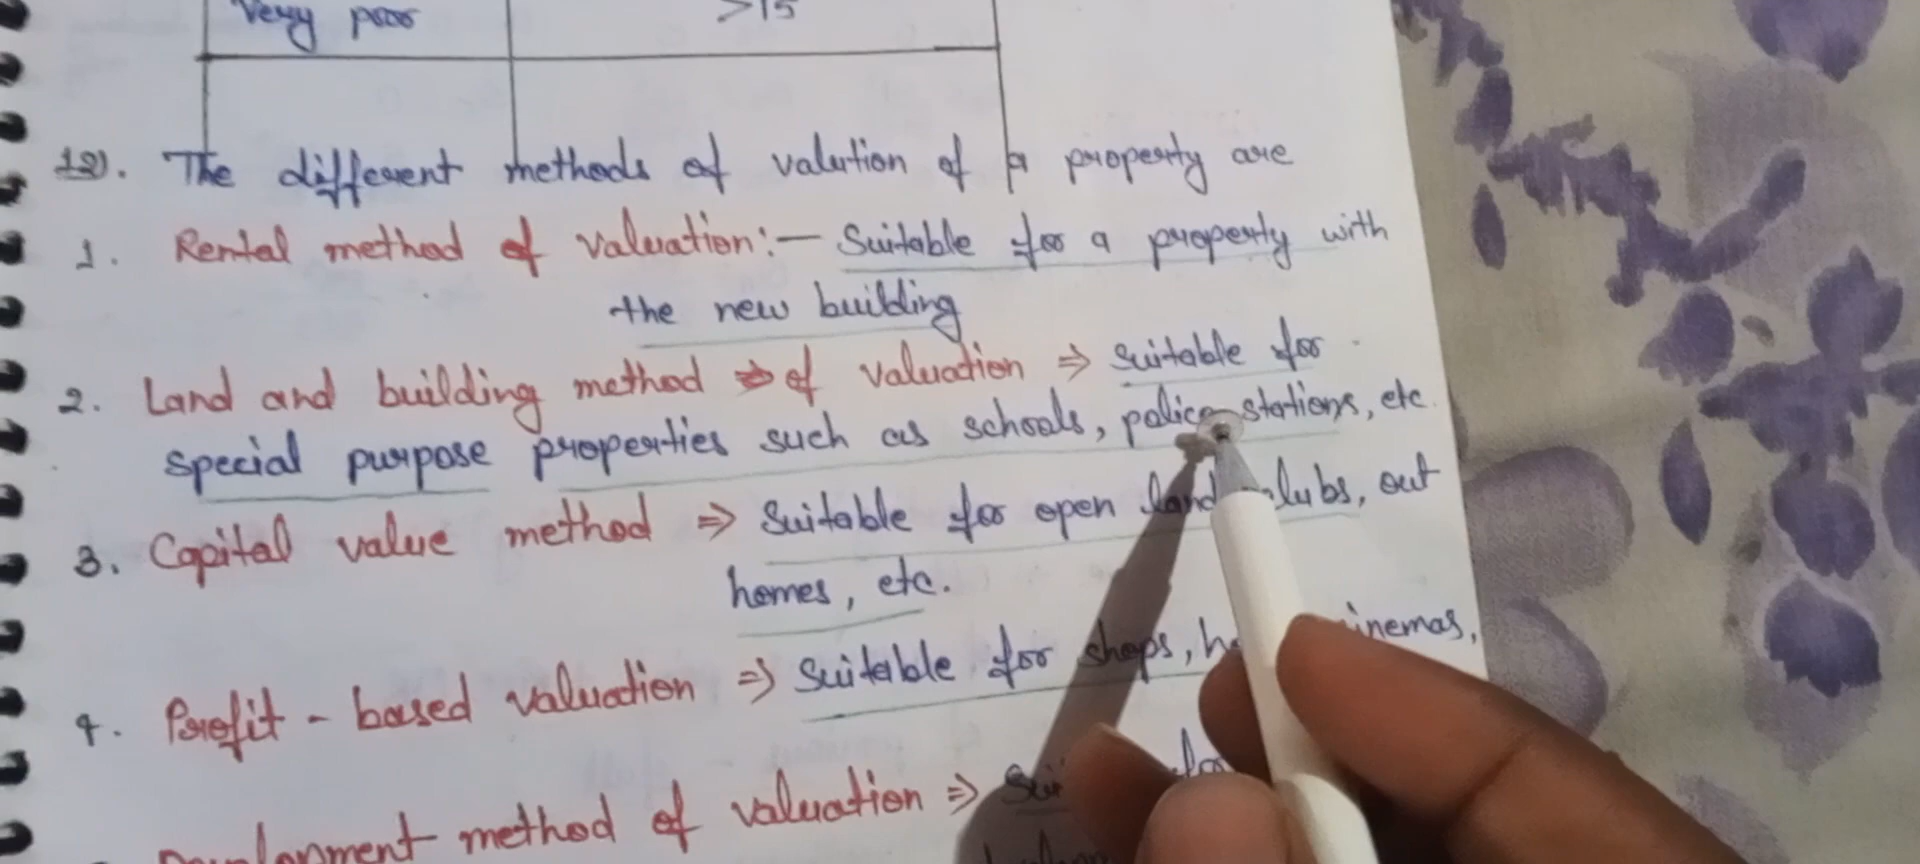 Very poor >15
12). The different methods of valution of a property are
1. Rental method of valuation:- Suitable for a property with
the new building
2. Land and building method of valuation ⇒ suitable for
special purpose properties such as schools, police stations, etc.
3. Capital value method ⇒ Suitable for open land clubs, out
homes, etc.
4. Profit - based valuation ⇒ Suitable for shops, cinemas,
Development method of valuation ⇒ for